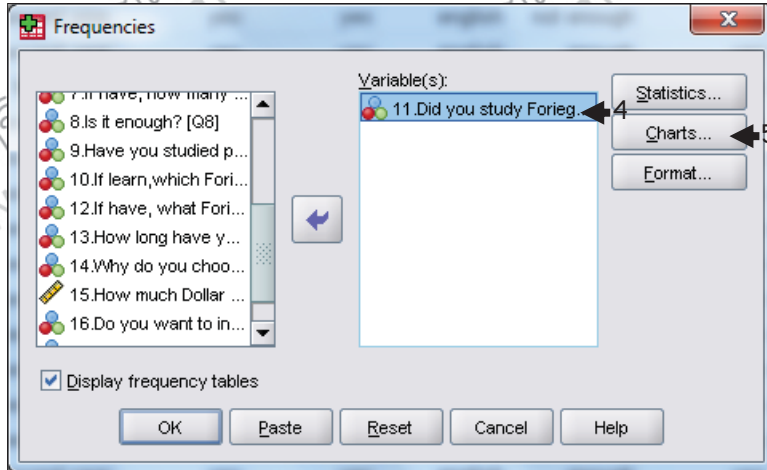 Frequencies
Variable(s):
8.Is it enough? [Q8]
9.Have you studied p...
10.If learn,which Fori...
12.If have, what Fori...
13.How long have y...
14.Why do you choo...
15.How much Dollar ...
16.Do you want to in...
11.Did you study Forieg...
4
Statistics...
Charts...
5
Format...
Display frequency tables
OK
Paste
Reset
Cancel
Help